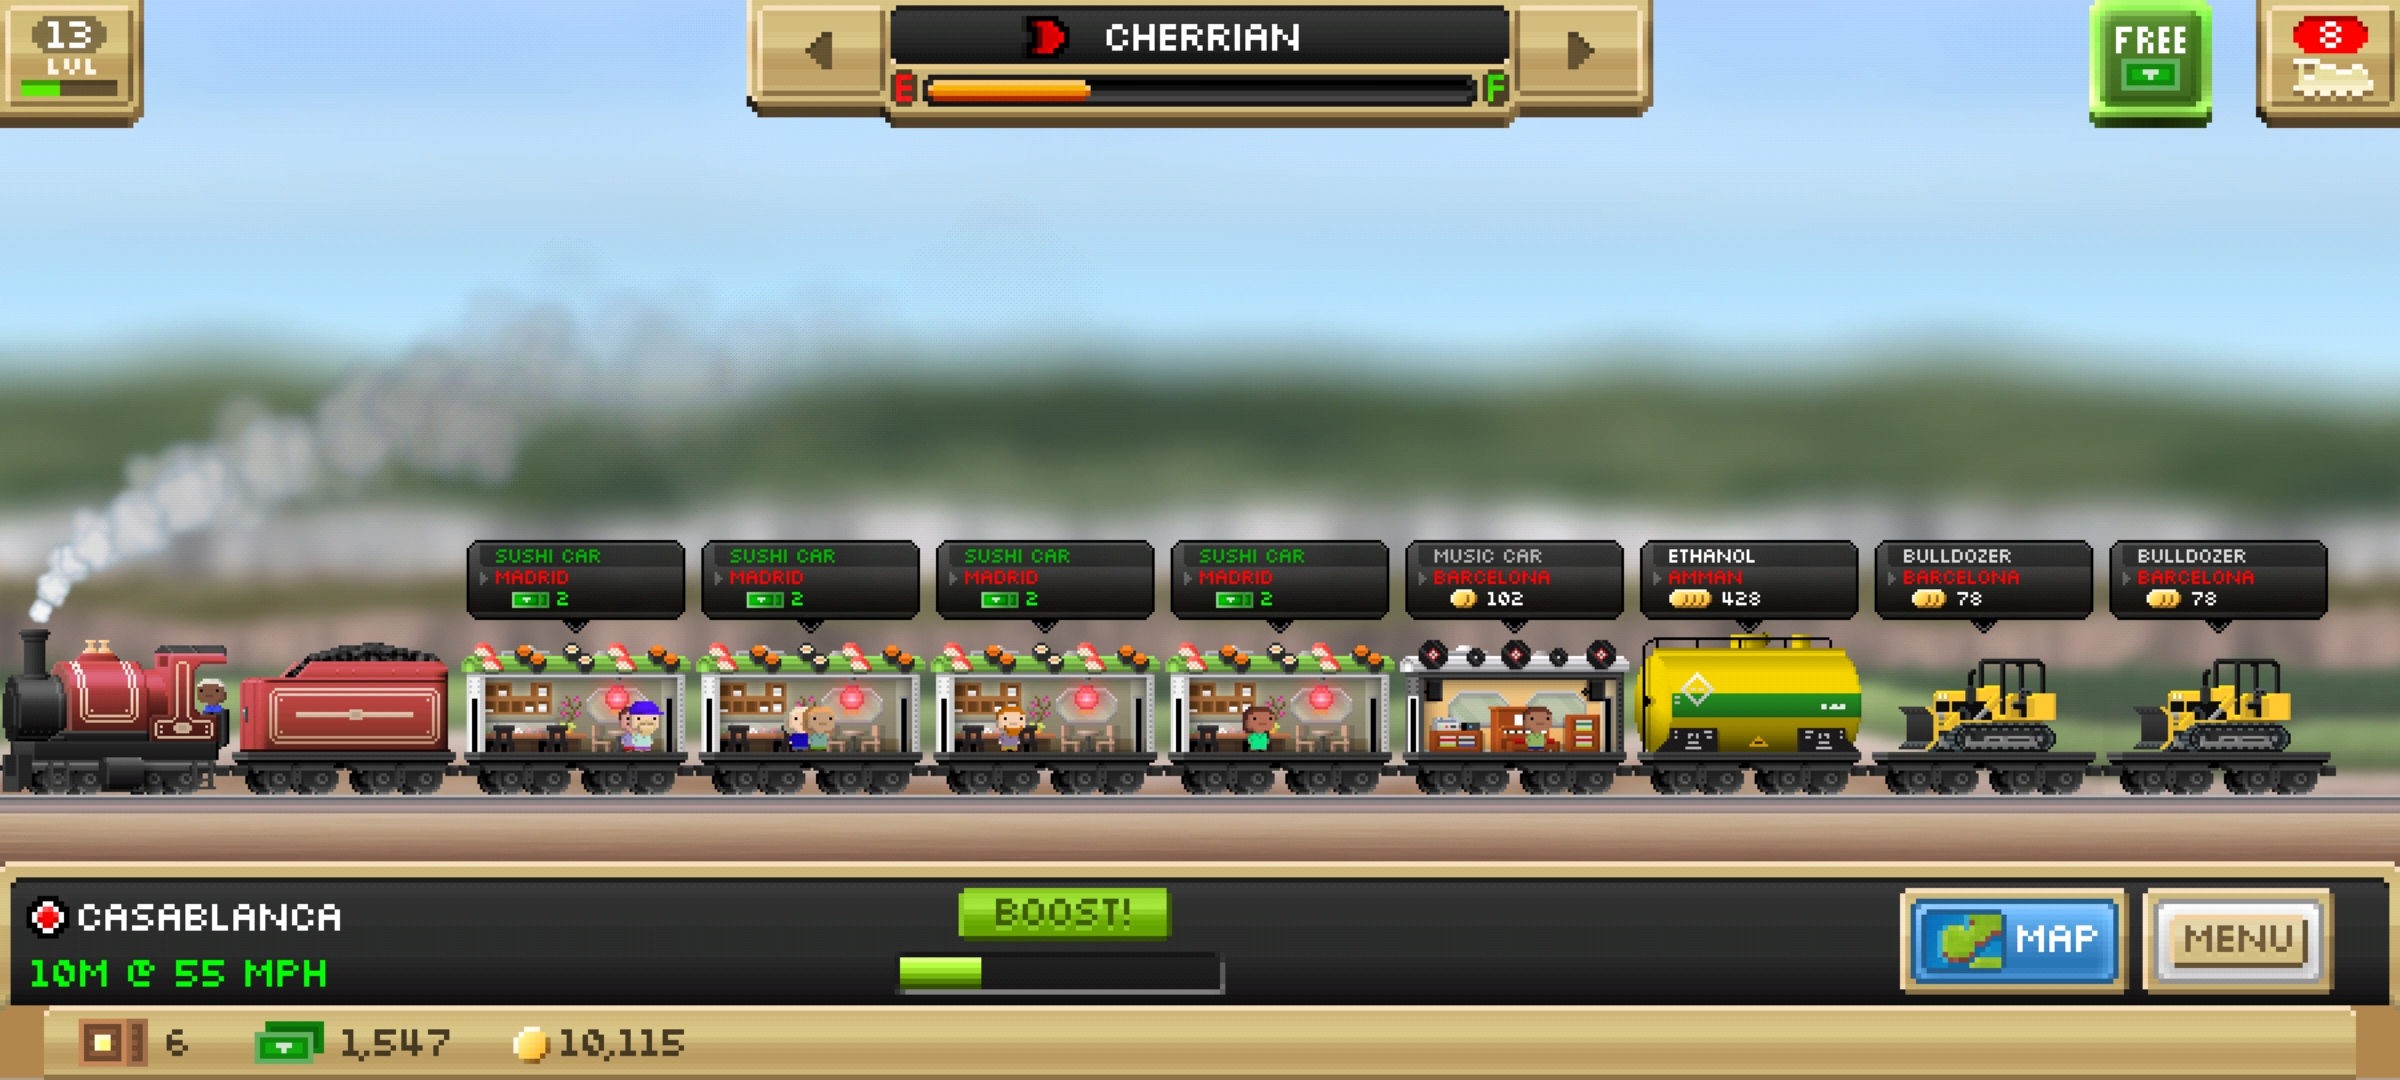 13
LVL
CHERRIAN
E
F
FREE
8
SUSHI CAR
MADRID
2
SUSHI CAR
MADRID
2
SUSHI CAR
MADRID
2
SUSHI CAR
MADRID
2
MUSIC CAR
BARCELONA
102
ETHANOL
AMMAN
428
BULLDOZER
BARCELONA
78
BULLDOZER
BARCELONA
78
CASABLANCA
10M @ 55 MPH
BOOST!
MAP
MENU
6
1,547
10,115